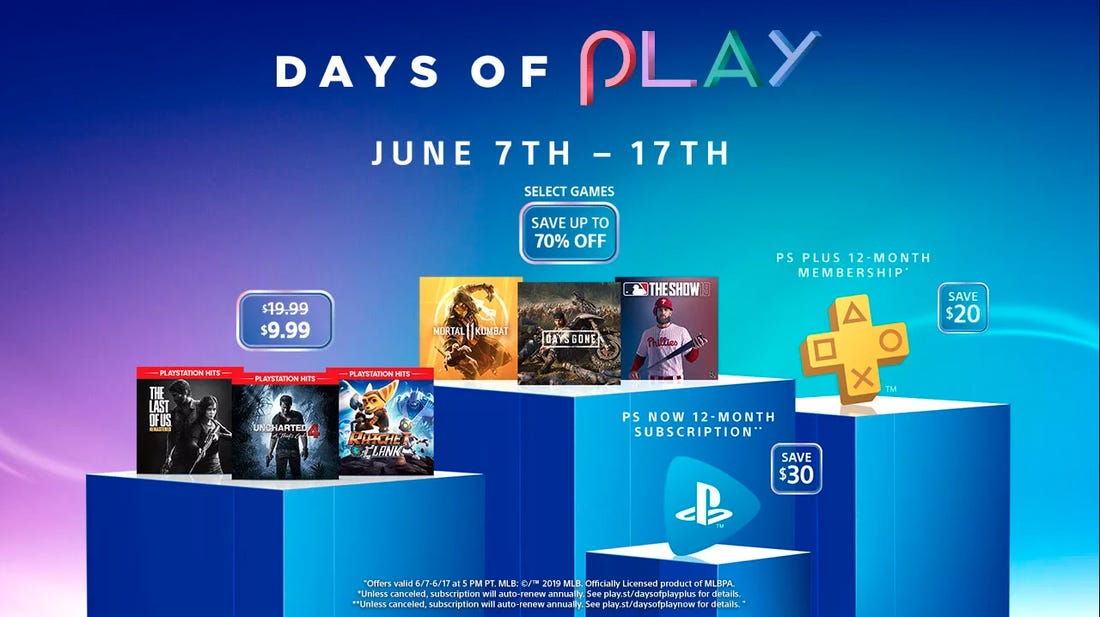 DAYS OF PLAY
JUNE 7TH – 17TH
SELECT GAMES
SAVE UP TO
70% OFF
PS PLUS 12-MONTH
MEMBERSHIP*
SAVE
$20
$19.99
$9.99
MORTAL 11 KOMBAT
DAYS GONE
THE SHOW 19
Phillies
PLAYSTATION HITS
THE
LAST
OF US
REMASTERED
PLAYSTATION HITS
UNCHARTED 4
A Thief's End
PLAYSTATION HITS
RATCHET
CLANK
PS NOW 12-MONTH
SUBSCRIPTION**
SAVE
$30
TM
TM
"Offers valid 6/7-6/17 at 5 PM PT. MLB: ©/™ 2019 MLB. Officially Licensed product of MLBPA.
*Unless canceled, subscription will auto-renew annually. See play.st/daysofplayplus for details.
**Unless canceled, subscription will auto-renew annually. See play.st/daysofplaynow for details. "